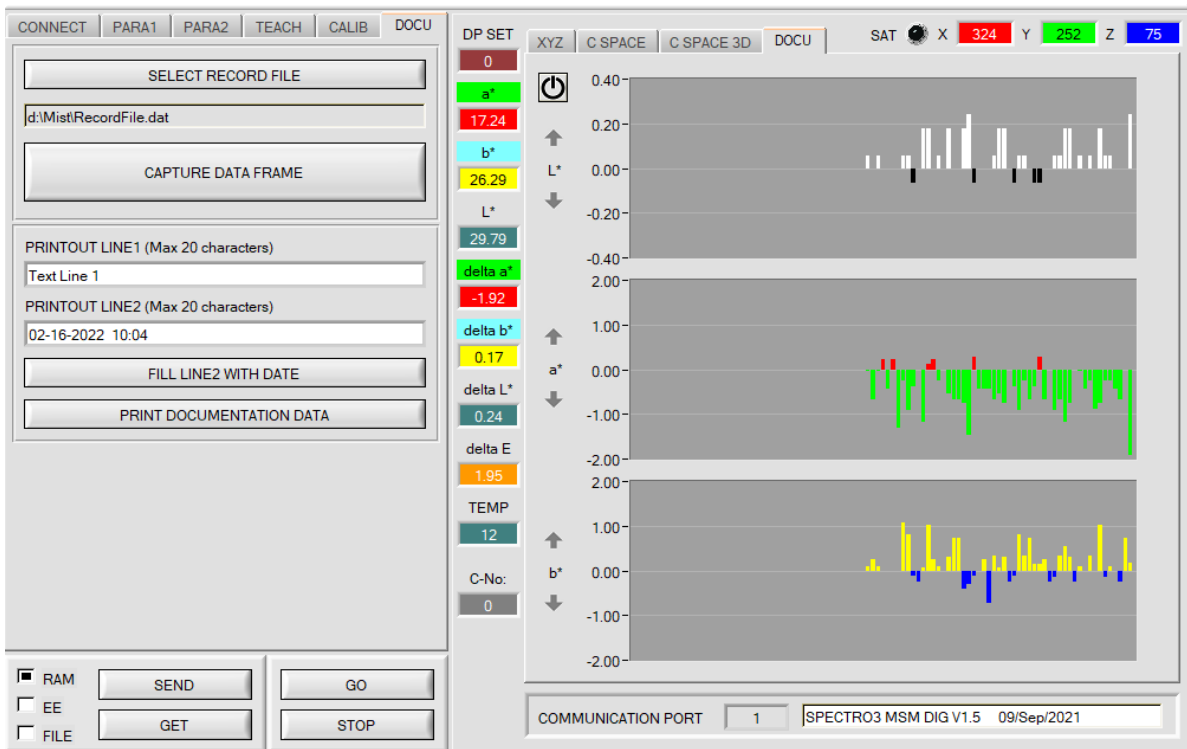 CONNECT PARA1 PARA2 TEACH CALIB DOCU
SELECT RECORD FILE
d:\Mist\RecordFile.dat
CAPTURE DATA FRAME
PRINTOUT LINE1 (Max 20 characters)
Text Line 1
PRINTOUT LINE2 (Max 20 characters)
02-16-2022 10:04
FILL LINE2 WITH DATE
PRINT DOCUMENTATION DATA
RAM
EE
FILE
SEND
GET
GO
STOP
DP SET
0
a*
17.24
b*
26.29
L*
29.79
delta a*
-1.92
delta b*
0.17
delta L*
0.24
delta E
1.95
TEMP
12
C-No:
0
XYZ C SPACE C SPACE 3D DOCU
SAT X 324 Y 252 Z 75
L*
0.40
0.20
0.00
-0.20
-0.40
a*
2.00
1.00
0.00
-1.00
-2.00
b*
2.00
1.00
0.00
-1.00
-2.00
COMMUNICATION PORT 1 SPECTRO3 MSM DIG V1.5 09/Sep/2021